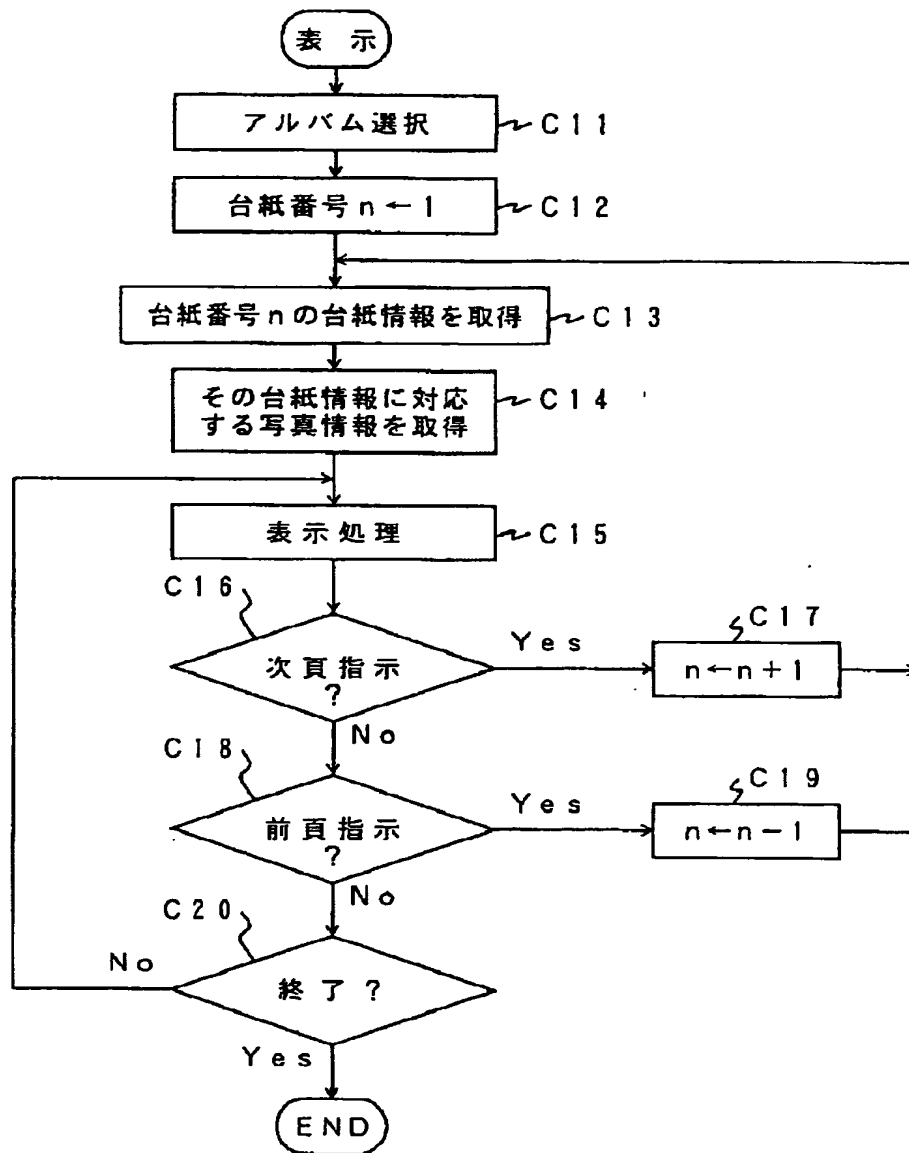 表示
アルバム選択
C11
台紙番号n←1
C12
台紙番号nの台紙情報を取得
C13
その台紙情報に対応
する写真情報を取得
C14
表示処理
C15
C16
次頁指示
?
Yes
C17
n←n+1
No
C18
前頁指示
?
Yes
C19
n←n-1
No
C20
終了?
No
Yes
END